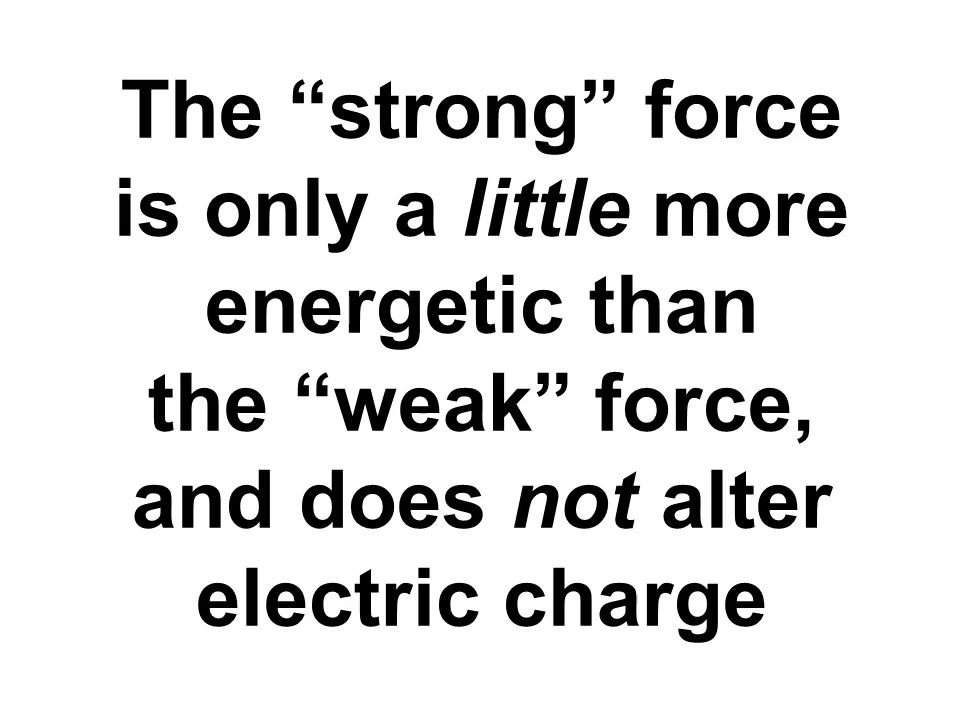 The “strong” force
is only a little more
energetic than
the “weak” force,
and does not alter
electric charge